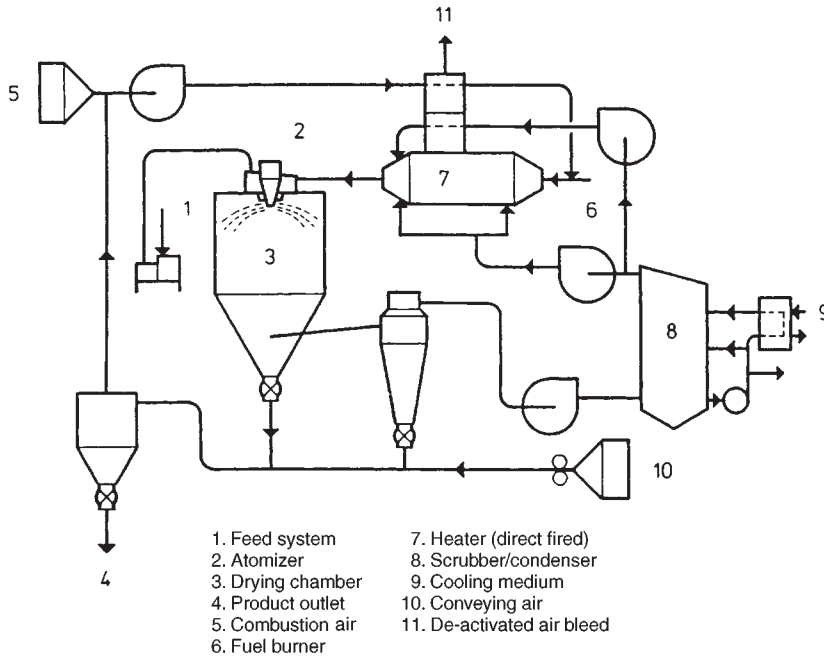 11
5
2
7
1
6
3
9
8
10
4
1. Feed system
2. Atomizer
3. Drying chamber
4. Product outlet
5. Combustion air
6. Fuel burner
7. Heater (direct fired)
8. Scrubber/condenser
9. Cooling medium
10. Conveying air
11. De-activated air bleed